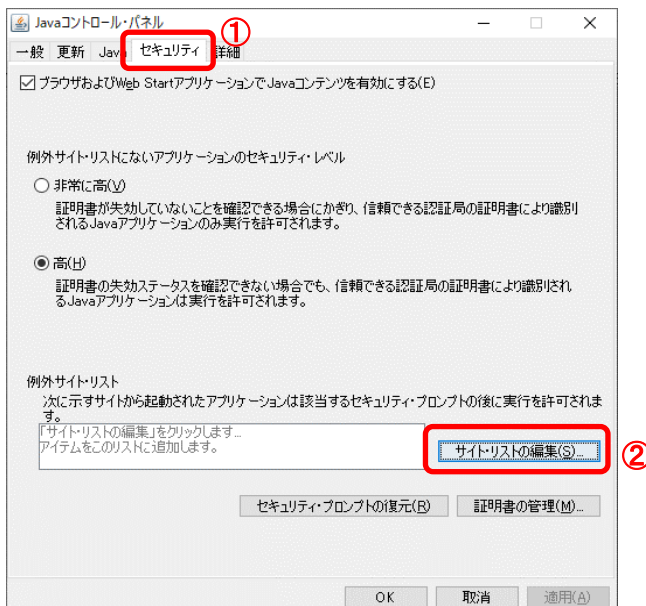 Javaコントロール・パネル
①
一般 更新 Java セキュリティ 詳細
ブラウザおよびWeb StartアプリケーションでJavaコンテンツを有効にする(E)
例外サイト・リストにないアプリケーションのセキュリティ・レベル
非常に高(V)
証明書が失効していないことを確認できる場合にかぎり、信頼できる認証局の証明書により識別
されるJavaアプリケーションのみ実行を許可されます。
高(H)
証明書の失効ステータスを確認できない場合でも、信頼できる認証局の証明書により識別され
るJavaアプリケーションは実行を許可されます。
例外サイト・リスト
次に示すサイトから起動されたアプリケーションは該当するセキュリティ・プロンプトの後に実行を許可されま
す。
「サイト・リストの編集」をクリックします...
アイテムをこのリストに追加します。
サイト・リストの編集(S)...
②
セキュリティ・プロンプトの復元(R) 証明書の管理(M)...
OK 取消 適用(A)